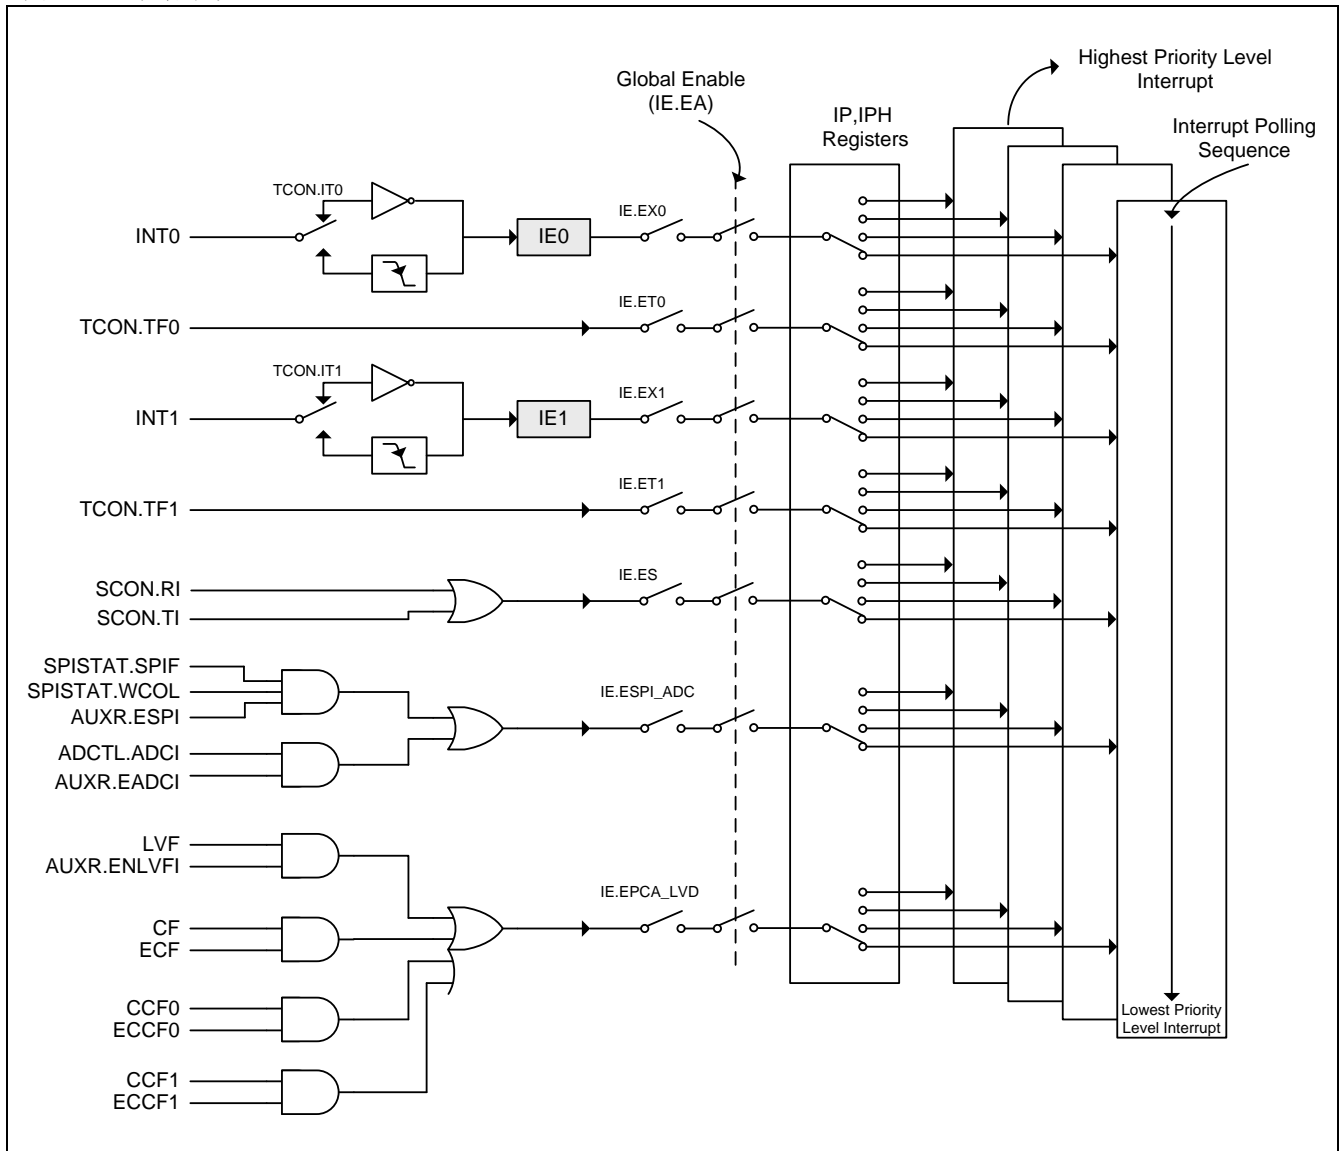 Highest Priority Level
Interrupt
Global Enable
(IE.EA)
IP,IPH
Registers
Interrupt Polling
Sequence
TCON.IT0
INT0
IE0
IE.EX0
TCON.TF0
IE.ET0
TCON.IT1
INT1
IE1
IE.EX1
TCON.TF1
IE.ET1
SCON.RI
SCON.TI
IE.ES
SPISTAT.SPIF
SPISTAT.WCOL
AUXR.ESPI
IE.ESPI_ADC
ADCTL.ADCI
AUXR.EADCI
LVF
AUXR.ENLVFI
IE.EPCA_LVD
CF
ECF
CCF0
ECCF0
Lowest Priority
Level Interrupt
CCF1
ECCF1